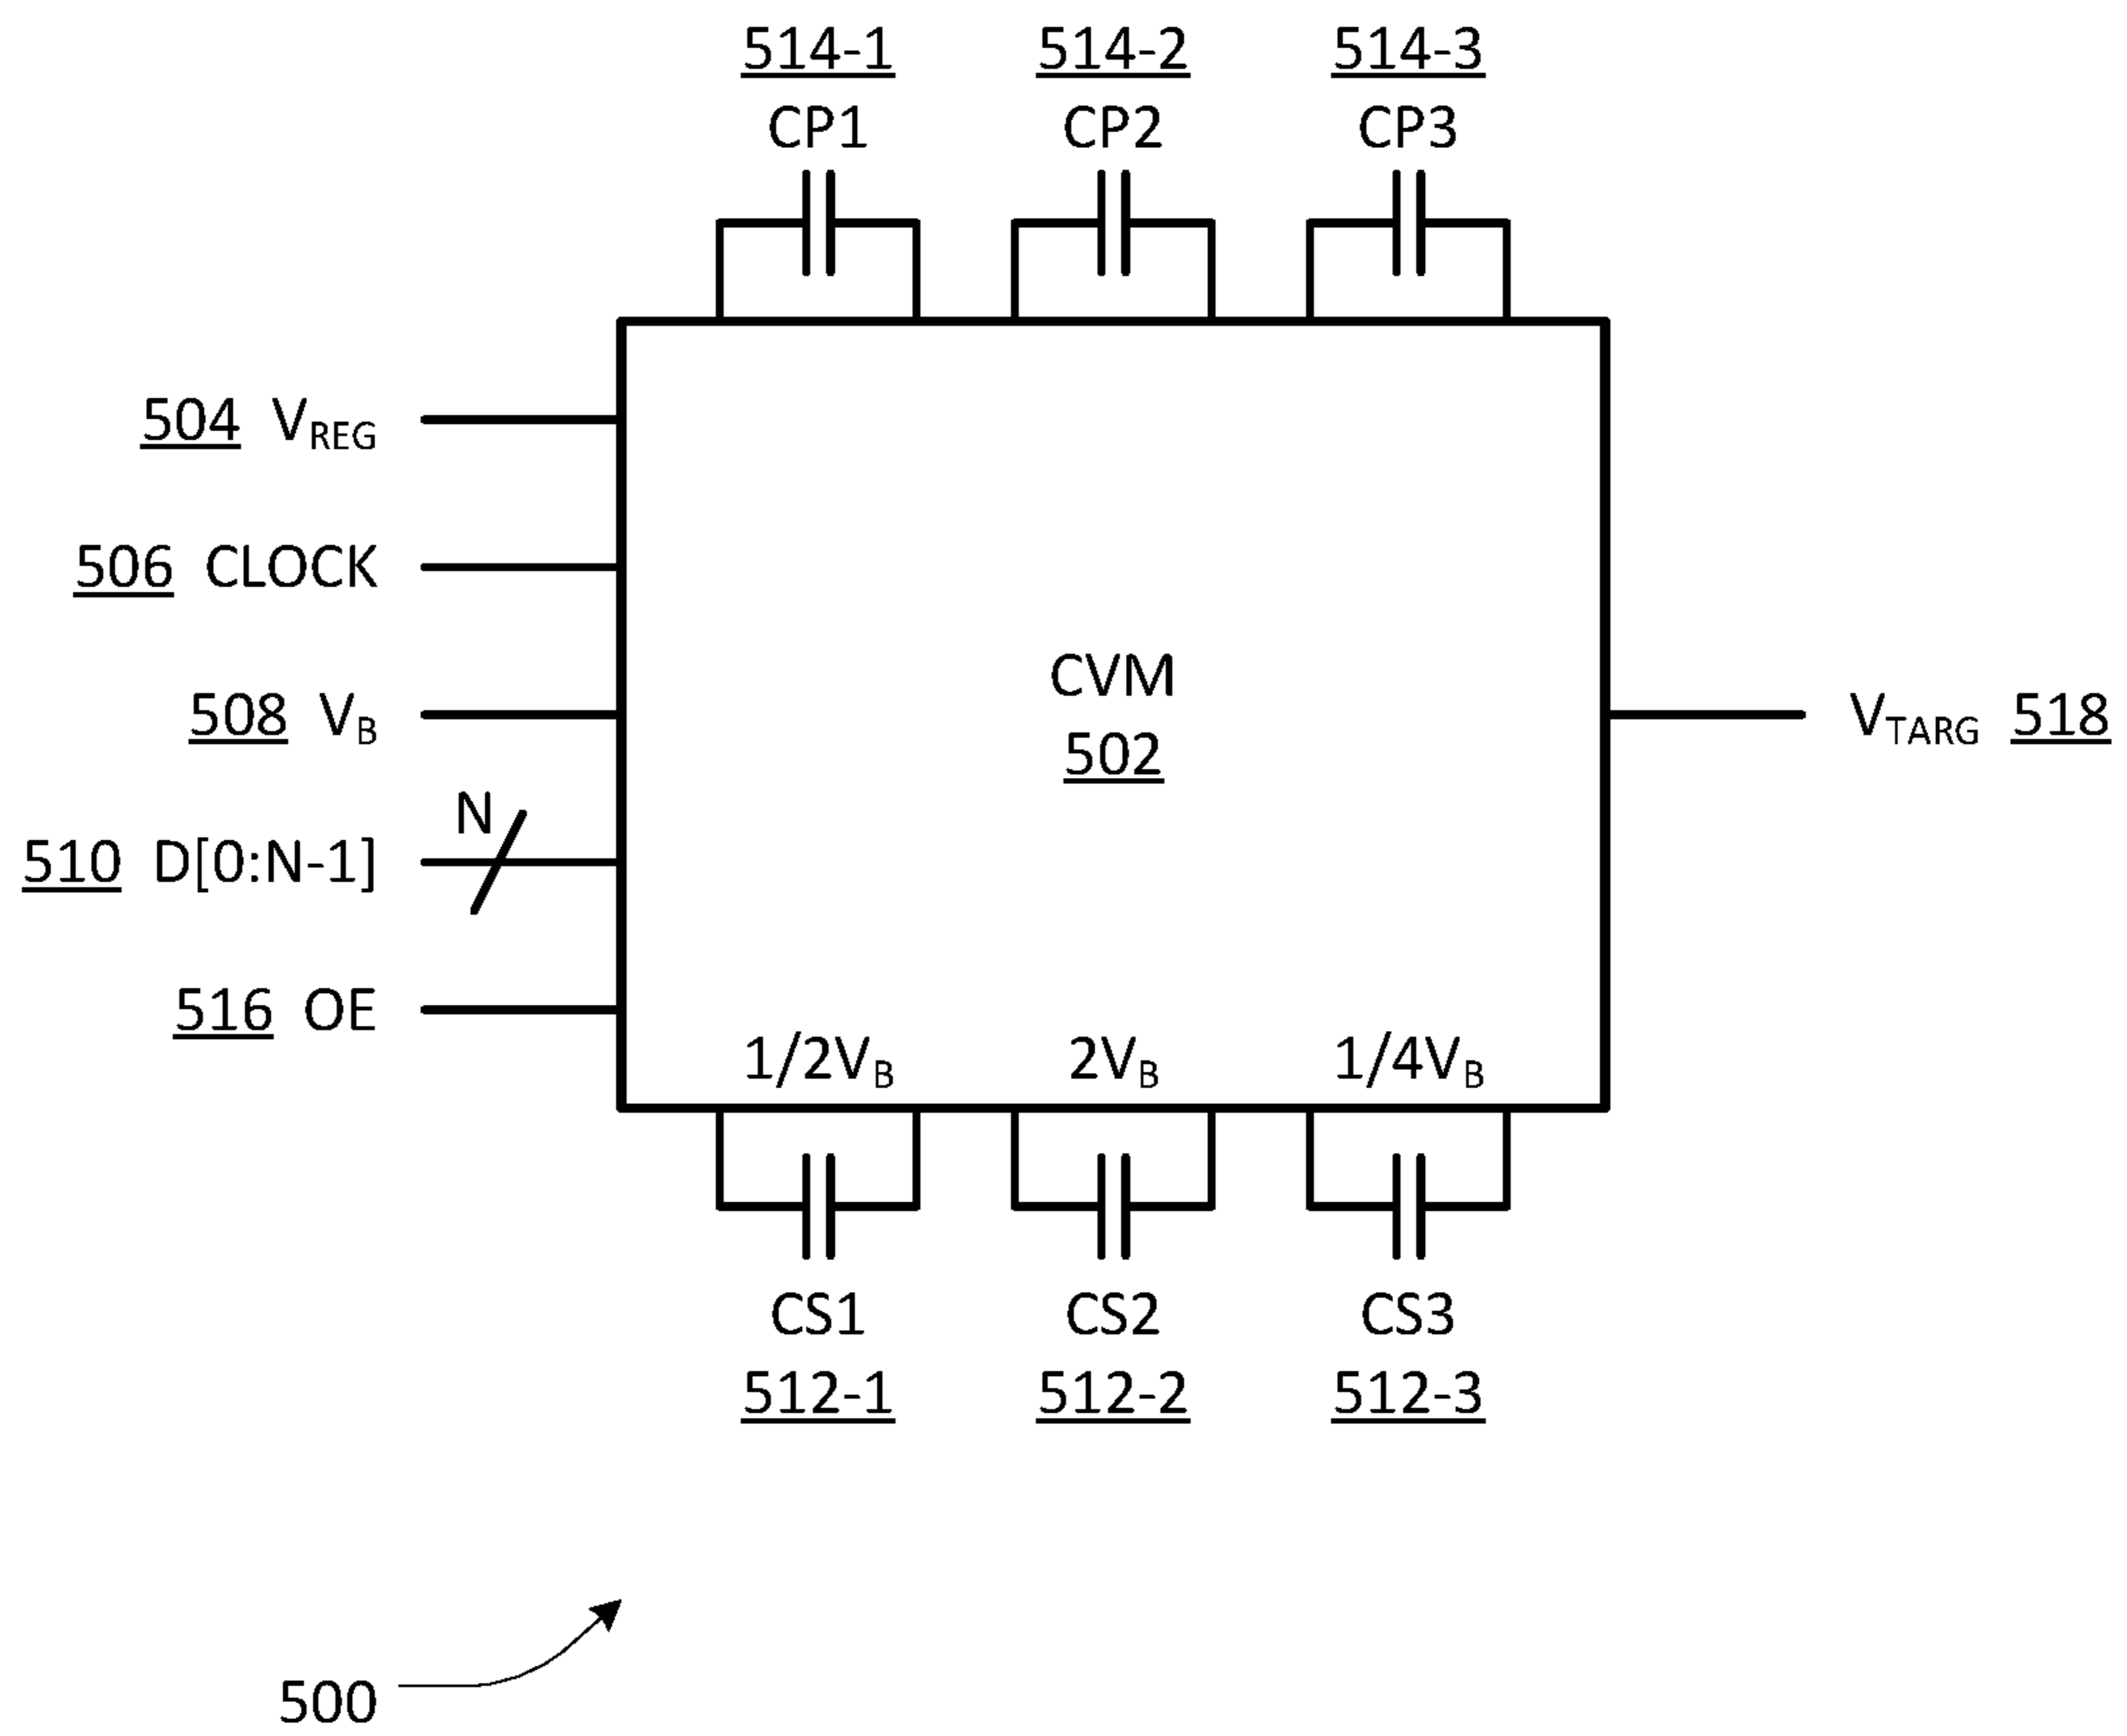 514-1 514-2 514-3
CP1 CP2 CP3
504 VREG
506 CLOCK
CVM
508 VB
502
VTARG 518
N
510 D[0:N-1]
516 OE
1/2VB 2VB 1/4VB
CS1 CS2 CS3
512-1 512-2 512-3
500